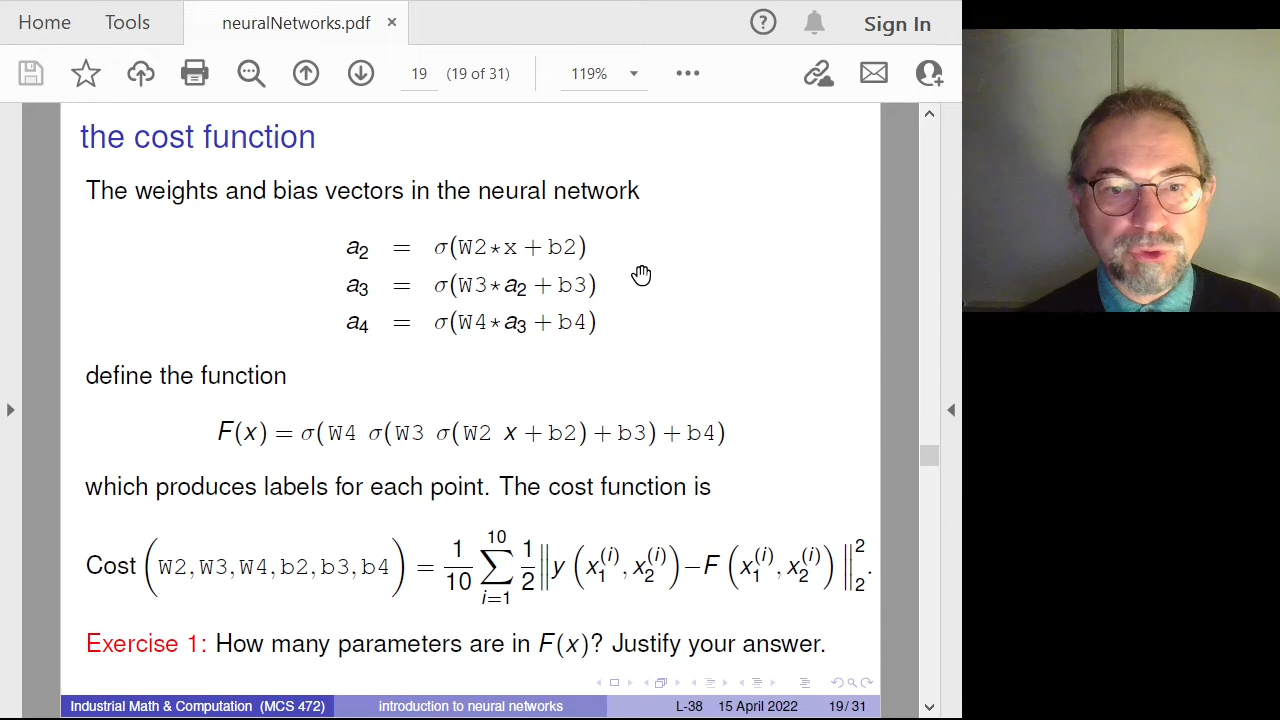 Home Tools neuralNetworks.pdf × Sign In
19 (19 of 31) 119%
the cost function
The weights and bias vectors in the neural network
a₂ = σ(W2*x + b2)
a₃ = σ(W3*a₂ + b3)
a₄ = σ(W4*a₃ + b4)
define the function
F(x) = σ(W4 σ(W3 σ(W2 x + b2) + b3) + b4)
which produces labels for each point. The cost function is
Cost (W2, W3, W4, b2, b3, b4) = 1/10 ∑_{i=1}^{10} 1/2 ‖y (x₁^{(i)}, x₂^{(i)}) − F (x₁^{(i)}, x₂^{(i)})‖₂².
Exercise 1: How many parameters are in F(x)? Justify your answer.
Industrial Math & Computation (MCS 472) introduction to neural networks L-38 15 April 2022 19 / 31